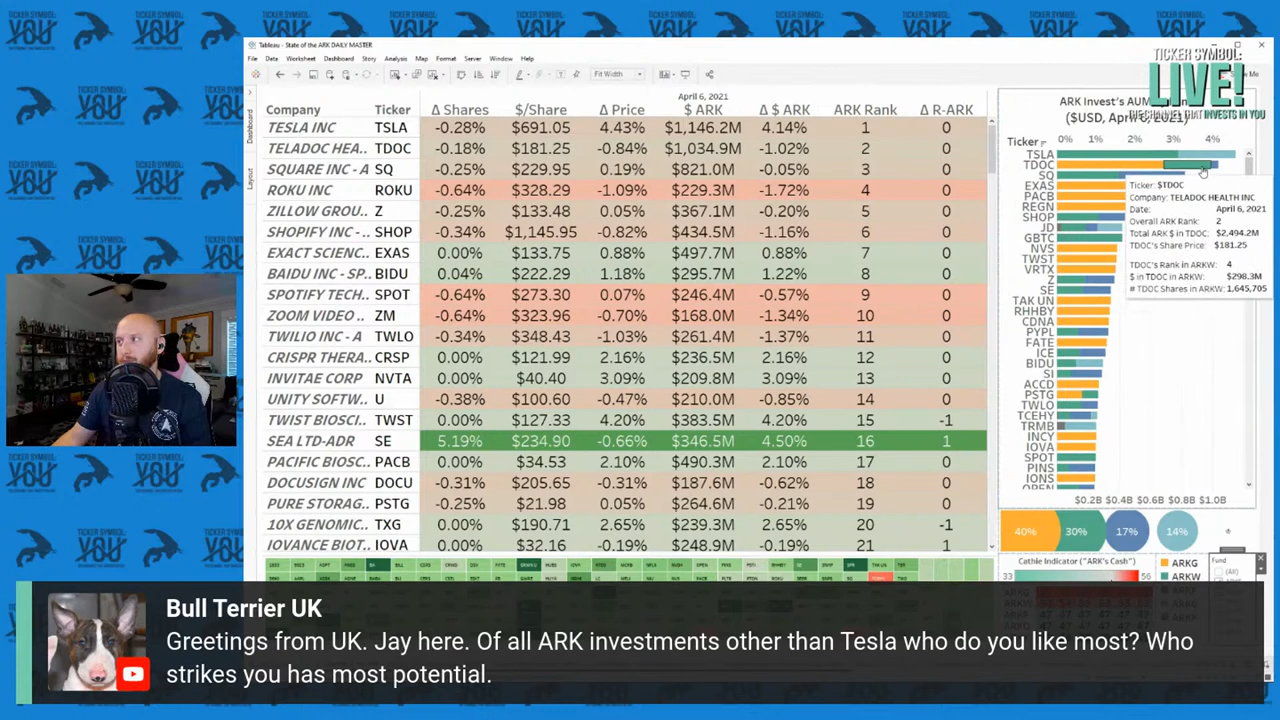 TICKER SYMBOL:
YOU
TICKER SYMBOL:
LIVE!
THE CHANNEL THAT INVESTS IN YOU
Tableau - State of the ARK DAILY MASTER
File Data Worksheet Dashboard Story Analysis Map Format Server Window Help
Fit Width
Show Me
Dashboard
Layout
April 6, 2021
Company Ticker Δ Shares $/Share Δ Price $ ARK Δ $ ARK ARK Rank Δ R-ARK
TESLA INC TSLA -0.28% $691.05 4.43% $1,146.2M 4.14% 1 0
TELADOC HEA.. TDOC -0.18% $181.25 -0.84% $1,034.9M -1.02% 2 0
SQUARE INC - A SQ -0.25% 0.19% $821.0M -0.05% 3 0
ROKU INC ROKU -0.64% $328.29 -1.09% $229.3M -1.72% 4 0
ZILLOW GROU.. Z -0.25% $133.48 0.05% $367.1M -0.20% 5 0
SHOPIFY INC - .. SHOP -0.34% $1,145.95 -0.82% $434.5M -1.16% 6 0
EXACT SCIENC.. EXAS 0.00% $133.75 0.88% $497.7M 0.88% 7 0
BAIDU INC - SP.. BIDU 0.04% $222.29 1.18% $295.7M 1.22% 8 0
SPOTIFY TECH.. SPOT -0.64% $273.30 0.07% $246.4M -0.57% 9 0
ZOOM VIDEO .. ZM -0.64% $323.96 -0.70% $168.0M -1.34% 10 0
TWILIO INC - A TWLO -0.34% $348.43 -1.03% $261.4M -1.37% 11 0
CRISPR THERA.. CRSP 0.00% $121.99 2.16% $236.5M 2.16% 12 0
INVITAE CORP NVTA 0.00% $40.40 3.09% $209.8M 3.09% 13 0
UNITY SOFTW.. U -0.38% $100.60 -0.47% $210.0M -0.85% 14 0
TWIST BIOSCI.. TWST 0.00% $127.33 4.20% $383.5M 4.20% 15 -1
SEA LTD-ADR SE 5.19% $234.90 -0.66% $346.5M 4.50% 16 1
PACIFIC BIOSC.. PACB 0.00% $34.53 2.10% $490.3M 2.10% 17 0
DOCUSIGN INC DOCU -0.31% $205.65 -0.31% $187.6M -0.62% 18 0
PURE STORAG.. PSTG -0.25% $21.98 0.05% $264.6M -0.21% 19 0
10X GENOMIC.. TXG 0.00% $190.71 2.65% $239.3M 2.65% 20 -1
IOVANCE BIOT.. IOVA 0.00% $32.16 -0.19% $248.9M -0.19% 21 1
ARK Invest's
($USD, April
Ticker 0% 1% 2% 3% 4%
TSLA
TDOC
SQ
EXAS
PACB
REGN
SHOP
JD
GBTC
NVS
TWST
VRTX
Z
SE
TAK UN
RHHBY
CDNA
PYPL
FATE
ICE
BIDU
SI
ACCD
PSTG
TWLO
TCEHY
TRMB
INCY
IOVA
SPOT
PINS
IONS
OPEN
$0.2B $0.4B $0.6B $0.8B $1.0B
Ticker: $TDOC
Company: TELADOC HEALTH INC
Date: April 6, 2021
Overall ARK Rank: 2
Total ARK $ in TDOC: $2,494.2M
TDOC's Share Price: $181.25
TDOC's Rank in ARKW: 4
$ in TDOC in ARKW: $298.3M
# TDOC Shares in ARKW: 1,645,705
40% 30% 17% 14%
Cathie Indicator ("ARK's Cash")
33 56
ARKG
ARKW
Fund
(All)
Bull Terrier UK
Greetings from UK. Jay here. Of all ARK investments other than Tesla who do you like most? Who
strikes you has most potential.